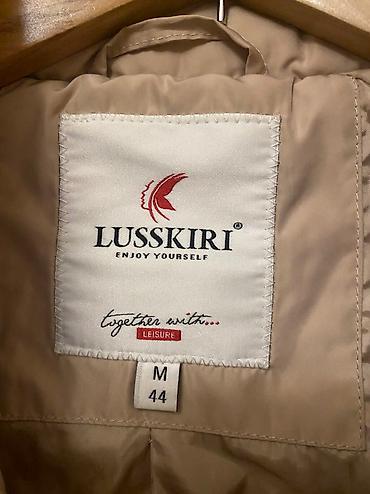 LUSSKIRI®
ENJOY YOURSELF
together with...
LEISURE
M
44